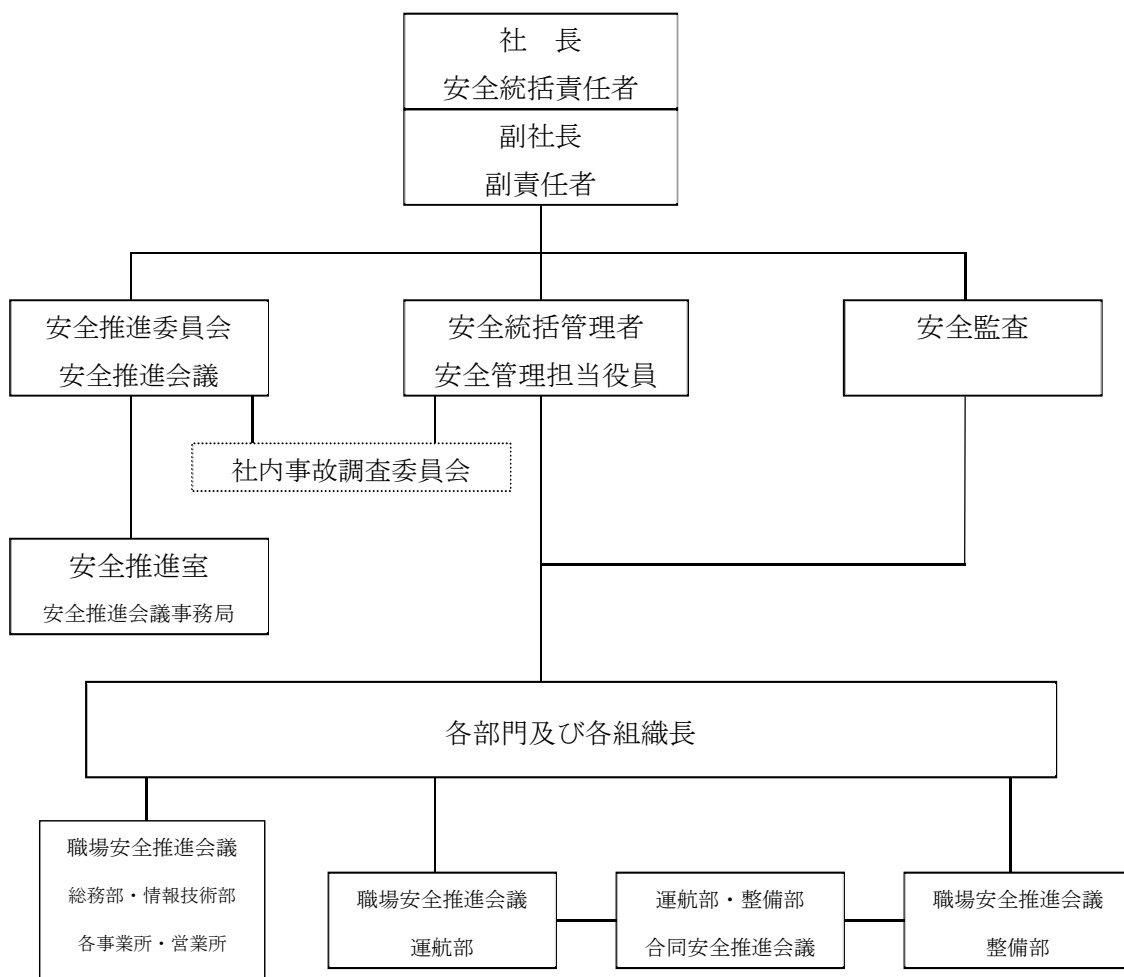 社　長
安全統括責任者
副社長
副責任者
安全推進委員会
安全推進会議
安全統括管理者
安全管理担当役員
安全監査
社内事故調査委員会
安全推進室
安全推進会議事務局
各部門及び各組織長
職場安全推進会議
総務部・情報技術部
各事業所・営業所
職場安全推進会議
運航部
運航部・整備部
合同安全推進会議
職場安全推進会議
整備部